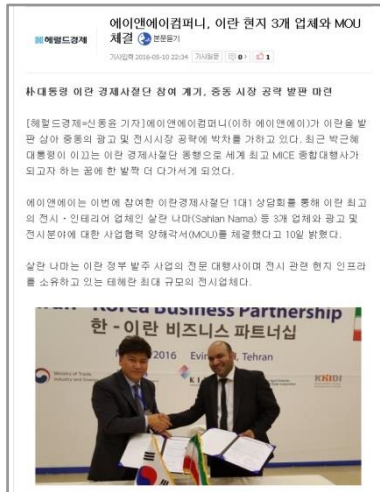 헤럴드경제
에이앤에이컴퍼니, 이란 현지 3개 업체와 MOU
체결 본문듣기
기사입력 2016-05-10 22:34 기사원문 0 1
朴대통령 이란 경제사절단 참여 계기, 중동 시장 공략 발판 마련
[헤럴드경제=신동윤 기자]에이앤에이컴퍼니(이하 에이앤에이)가 이란을 발
판 삼아 중동의 광고 및 전시시장 공략에 박차를 가하고 있다. 최근 박근혜
대통령이 이끄는 이란 경제사절단 동행으로 세계 최고 MICE 종합대행사가
되고자 하는 꿈에 한 발짝 더 다가서게 되었다.
에이앤에이는 이번에 참여한 이란경제사절단 1대1 상담회를 통해 이란 최고
의 전시·인테리어 업체인 살란 나마(Sahlan Nama) 등 3개 업체와 광고 및
전시분야에 대한 사업협력 양해각서(MOU)를 체결했다고 10일 밝혔다.
살란 나마는 이란 정부 발주 사업의 전문 대행사이며 전시 관련 현지 인프라
를 소유하고 있는 테헤란 최대 규모의 전시업체다.
Korea Business Partnership
한-이란 비즈니스 파트너십
2016 Evin Tehran
Ministry of Trade
Industry and
KHIDI